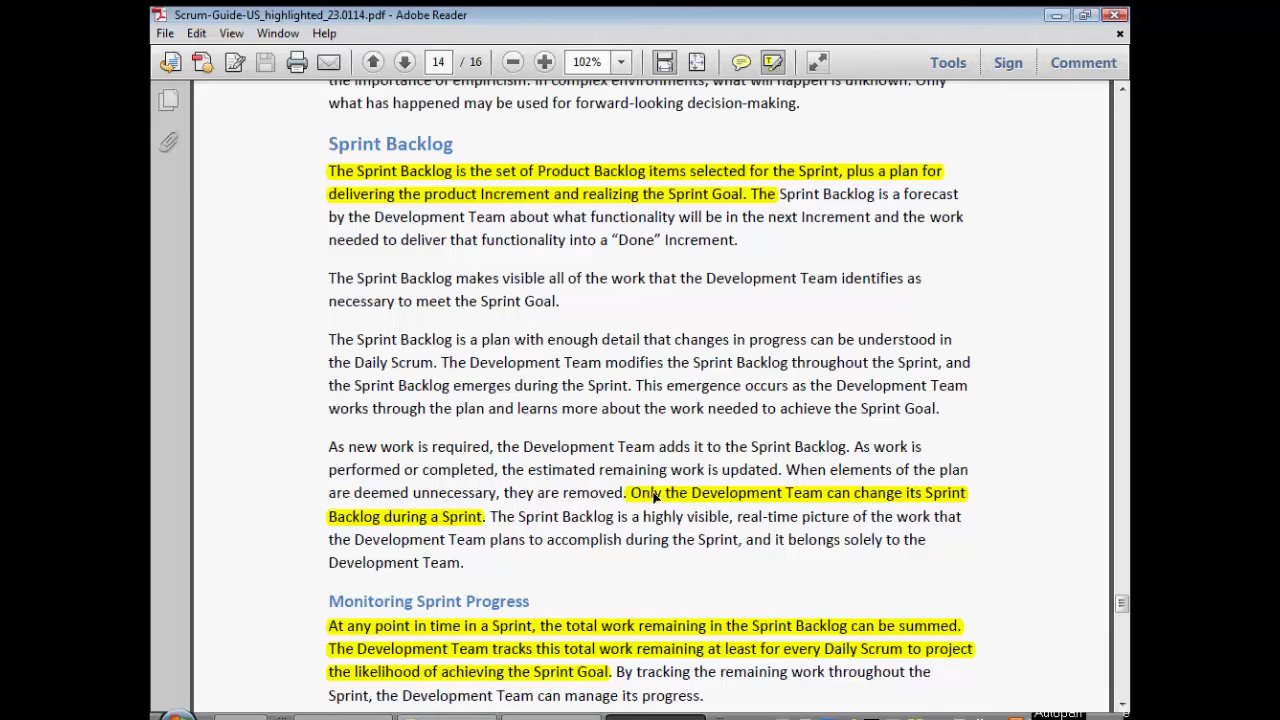 Scrum-Guide-US_highlighted_23.0114.pdf - Adobe Reader
File Edit View Window Help
14 / 16 102% Tools Sign Comment
the importance of empiricism. In complex environments, what will happen is unknown. Only
what has happened may be used for forward-looking decision-making.
Sprint Backlog
The Sprint Backlog is the set of Product Backlog items selected for the Sprint, plus a plan for
delivering the product Increment and realizing the Sprint Goal. The Sprint Backlog is a forecast
by the Development Team about what functionality will be in the next Increment and the work
needed to deliver that functionality into a “Done” Increment.
The Sprint Backlog makes visible all of the work that the Development Team identifies as
necessary to meet the Sprint Goal.
The Sprint Backlog is a plan with enough detail that changes in progress can be understood in
the Daily Scrum. The Development Team modifies the Sprint Backlog throughout the Sprint, and
the Sprint Backlog emerges during the Sprint. This emergence occurs as the Development Team
works through the plan and learns more about the work needed to achieve the Sprint Goal.
As new work is required, the Development Team adds it to the Sprint Backlog. As work is
performed or completed, the estimated remaining work is updated. When elements of the plan
are deemed unnecessary, they are removed. Only the Development Team can change its Sprint
Backlog during a Sprint. The Sprint Backlog is a highly visible, real-time picture of the work that
the Development Team plans to accomplish during the Sprint, and it belongs solely to the
Development Team.
Monitoring Sprint Progress
At any point in time in a Sprint, the total work remaining in the Sprint Backlog can be summed.
The Development Team tracks this total work remaining at least for every Daily Scrum to project
the likelihood of achieving the Sprint Goal. By tracking the remaining work throughout the
Sprint, the Development Team can manage its progress.